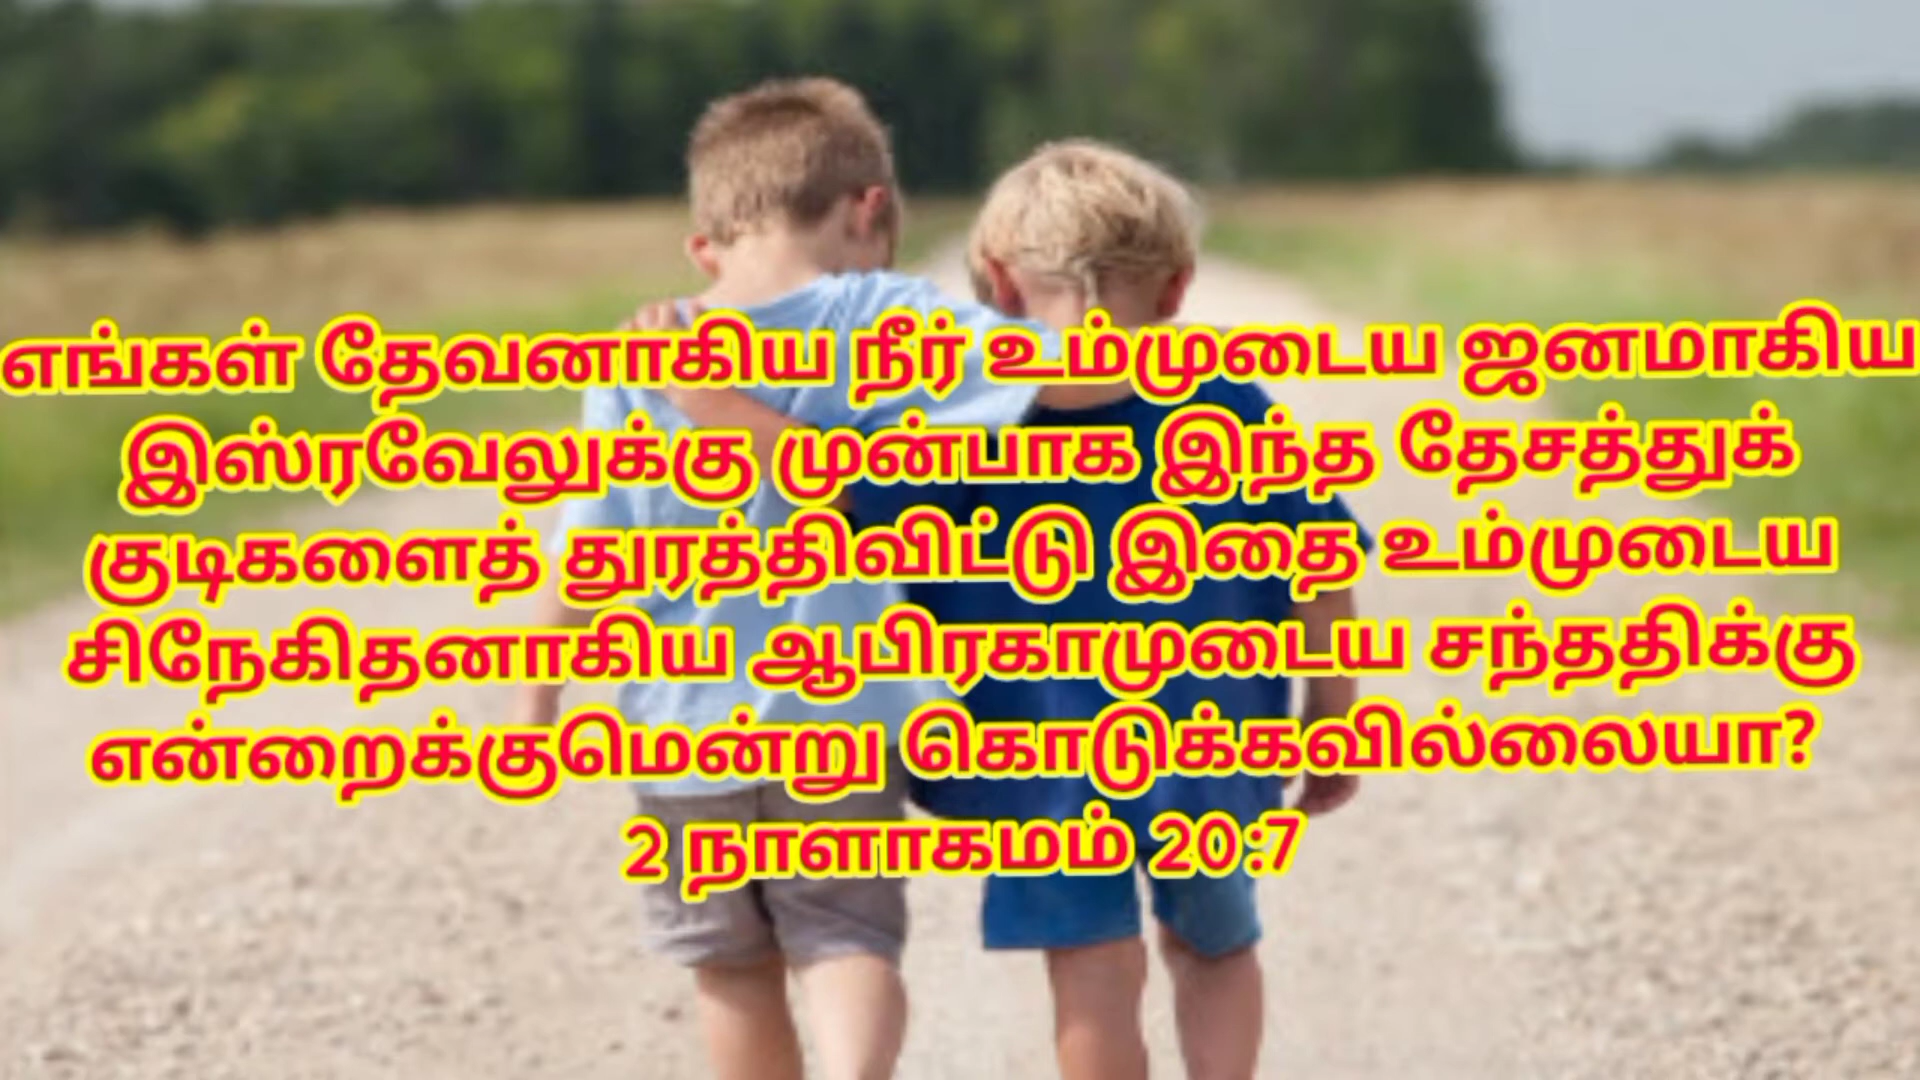 எங்கள் தேவனாகிய நீர் உம்முடைய ஜனமாகிய
இஸ்ரவேலுக்கு முன்பாக இந்த தேசத்துக்
குடிகளைத் துரத்திவிட்டு இதை உம்முடைய
சிநேகிதனாகிய ஆபிரகாமுடைய சந்ததிக்கு
என்றைக்குமென்று கொடுக்கவில்லையா?
2 நாளாகமம் 20:7